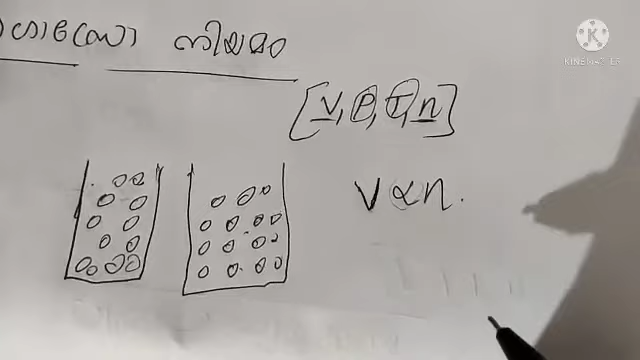 നിയമം
[V, P, T, n]
V ∝ n.
KINEMASTER